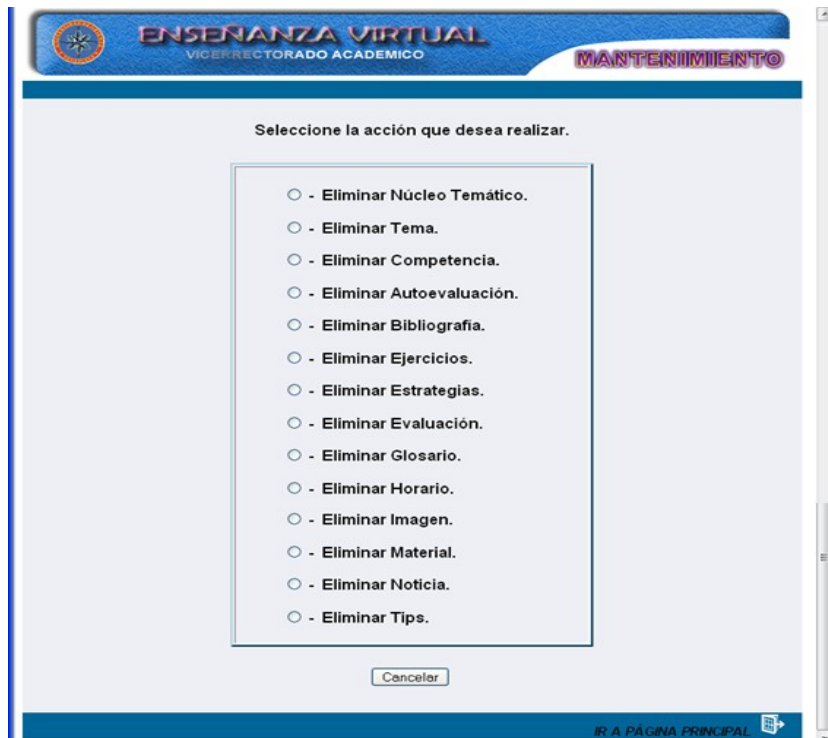 ENSEÑANZA VIRTUAL
VICERRECTORADO ACADEMICO
MANTENIMIENTO
Seleccione la acción que desea realizar.
- Eliminar Núcleo Temático.
- Eliminar Tema.
- Eliminar Competencia.
- Eliminar Autoevaluación.
- Eliminar Bibliografía.
- Eliminar Ejercicios.
- Eliminar Estrategias.
- Eliminar Evaluación.
- Eliminar Glosario.
- Eliminar Horario.
- Eliminar Imagen.
- Eliminar Material.
- Eliminar Noticia.
- Eliminar Tips.
Cancelar
IR A PÁGINA PRINCIPAL